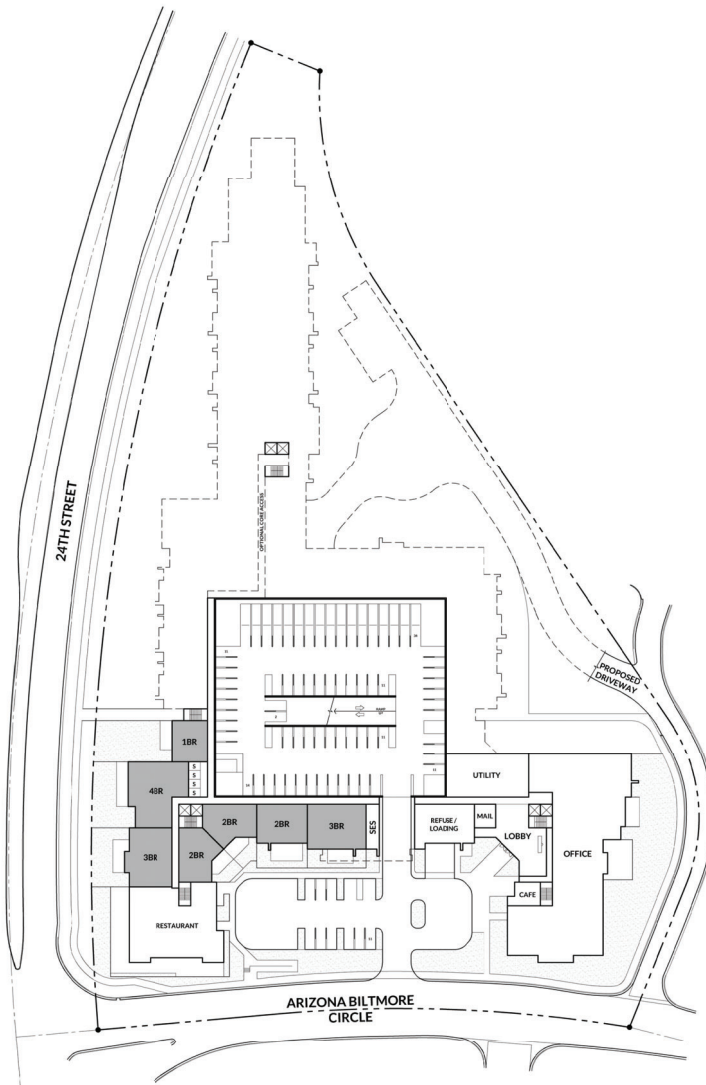 24TH STREET
OPTIONAL CORE ACCESS
PROPOSED
DRIVEWAY
1BR
S
S
S
S
4BR
UTILITY
2BR
2BR
3BR
SES
REFUSE /
LOADING
MAIL
LOBBY
OFFICE
3BR
2BR
CAFE
RESTAURANT
ARIZONA BILTMORE
CIRCLE